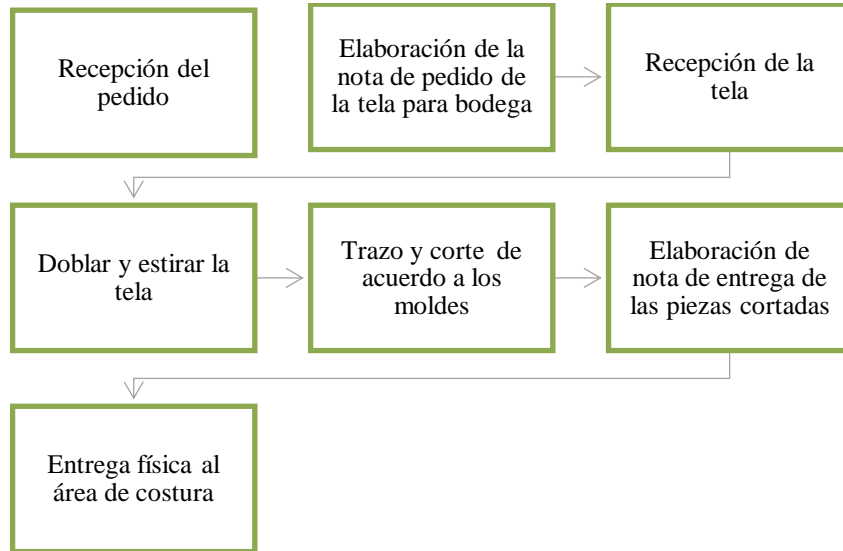 Recepción del
pedido
Elaboración de la
nota de pedido de
la tela para bodega
Recepción de la
tela
Doblar y estirar la
tela
Trazo y corte de
acuerdo a los
moldes
Elaboración de
nota de entrega de
las piezas cortadas
Entrega física al
área de costura